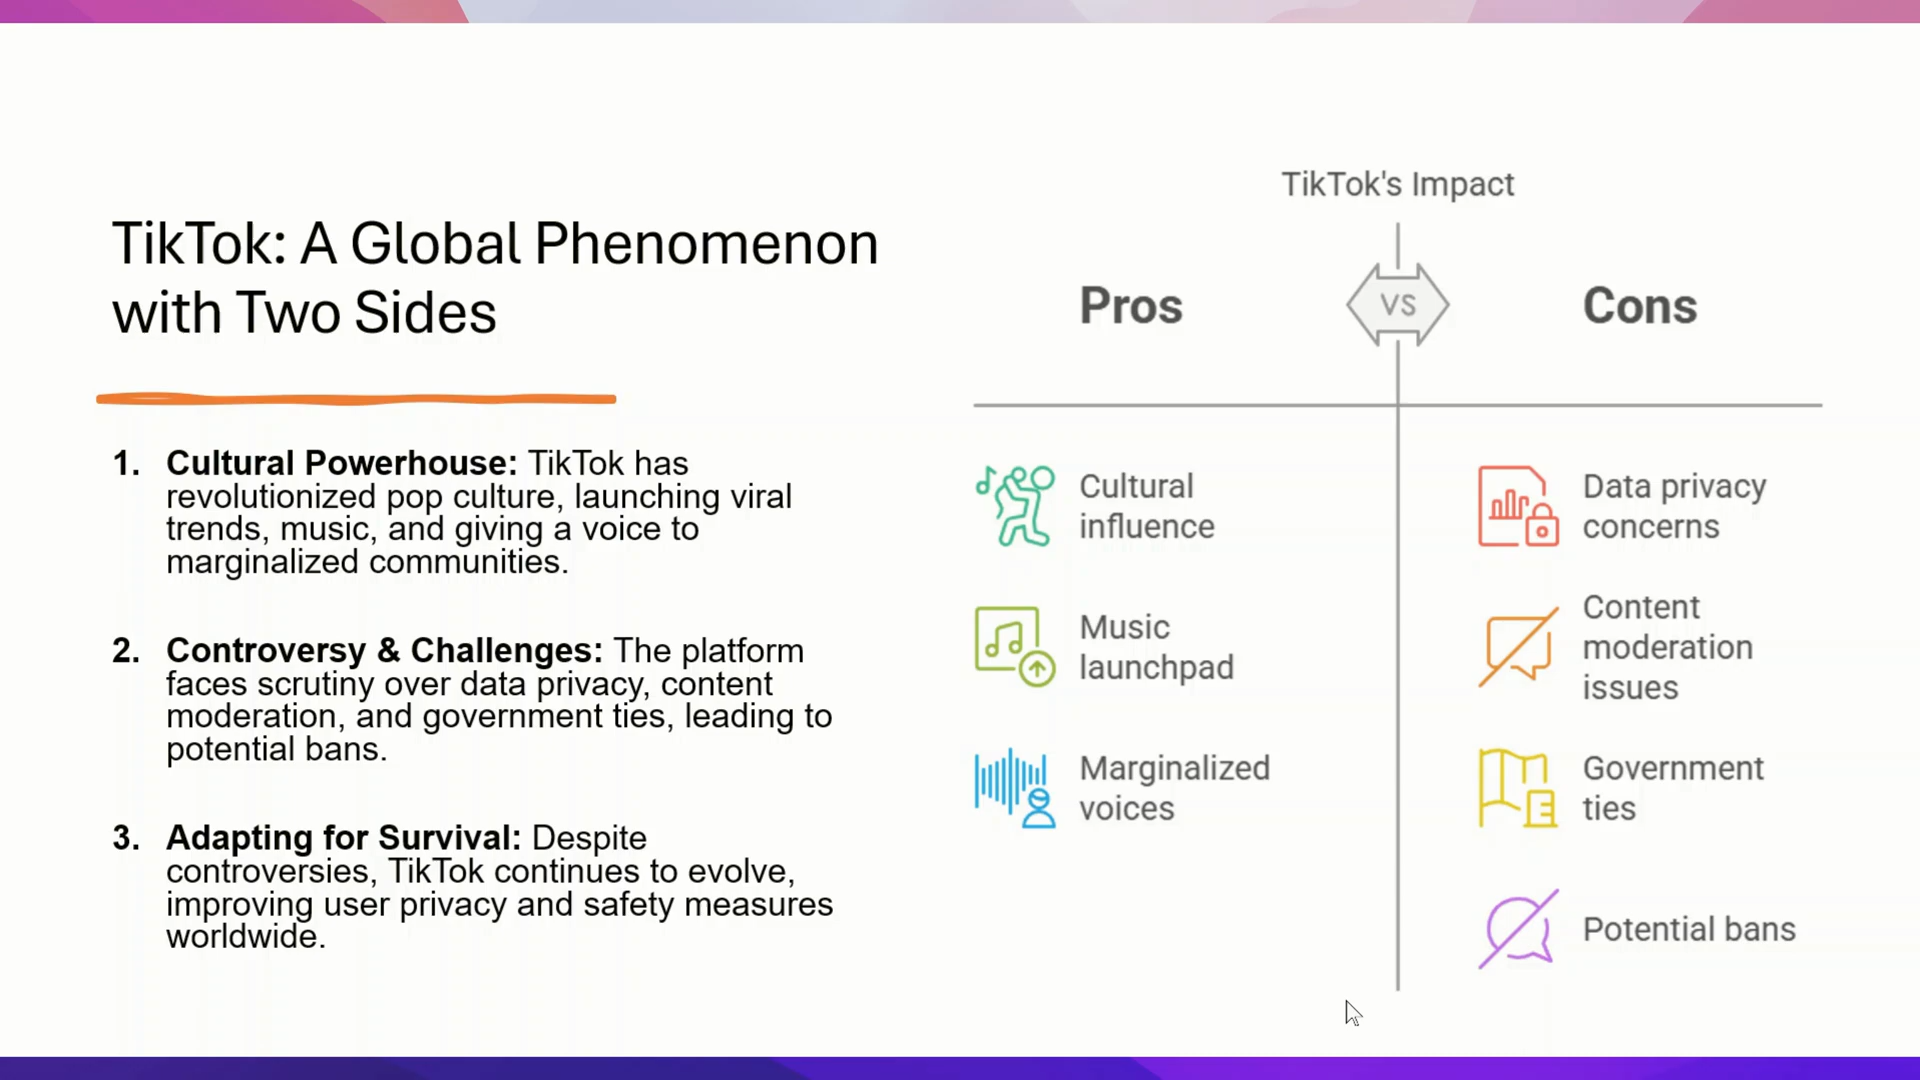 TikTok: A Global Phenomenon
with Two Sides
1. Cultural Powerhouse: TikTok has
revolutionized pop culture, launching viral
trends, music, and giving a voice to
marginalized communities.
2. Controversy & Challenges: The platform
faces scrutiny over data privacy, content
moderation, and government ties, leading to
potential bans.
3. Adapting for Survival: Despite
controversies, TikTok continues to evolve,
improving user privacy and safety measures
worldwide.
TikTok's Impact
Pros
VS
Cons
Cultural
influence
Music
launchpad
Marginalized
voices
Data privacy
concerns
Content
moderation
issues
Government
ties
Potential bans